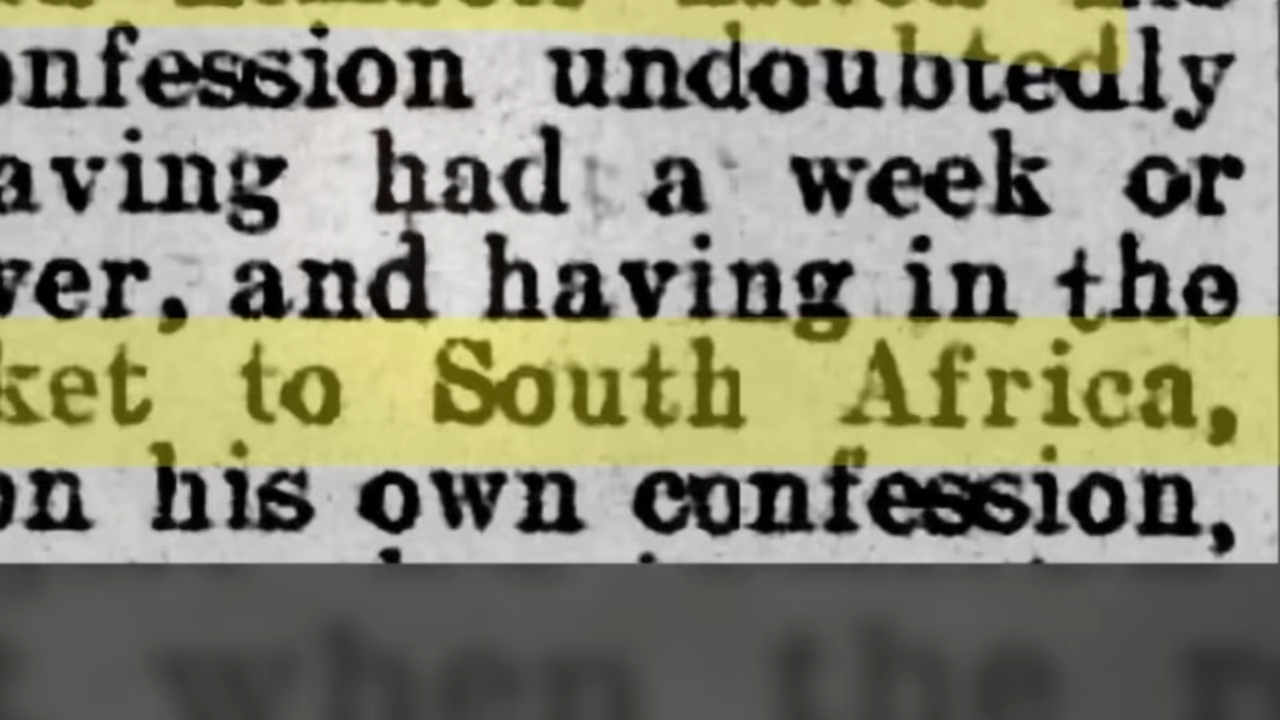 onfession undoubtedly
aving had a week or
ver, and having in the
ket to South Africa,
on his own confession,
when the